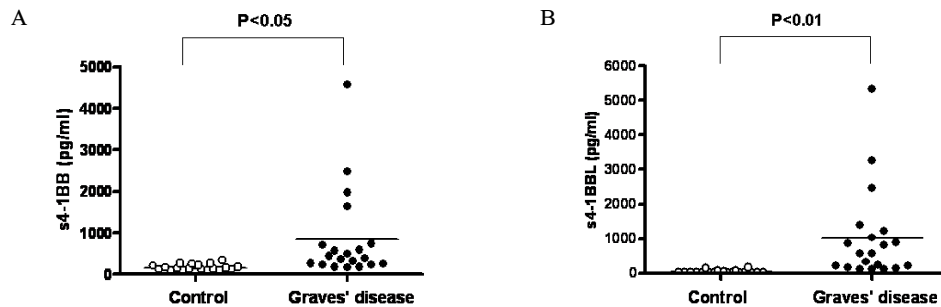 A
P<0.05
s4-1BB (pg/ml)
5000
4000
3000
2000
1000
0
Control
Graves' disease
B
P<0.01
s4-1BBL (pg/ml)
6000
5000
4000
3000
2000
1000
0
Control
Graves' disease